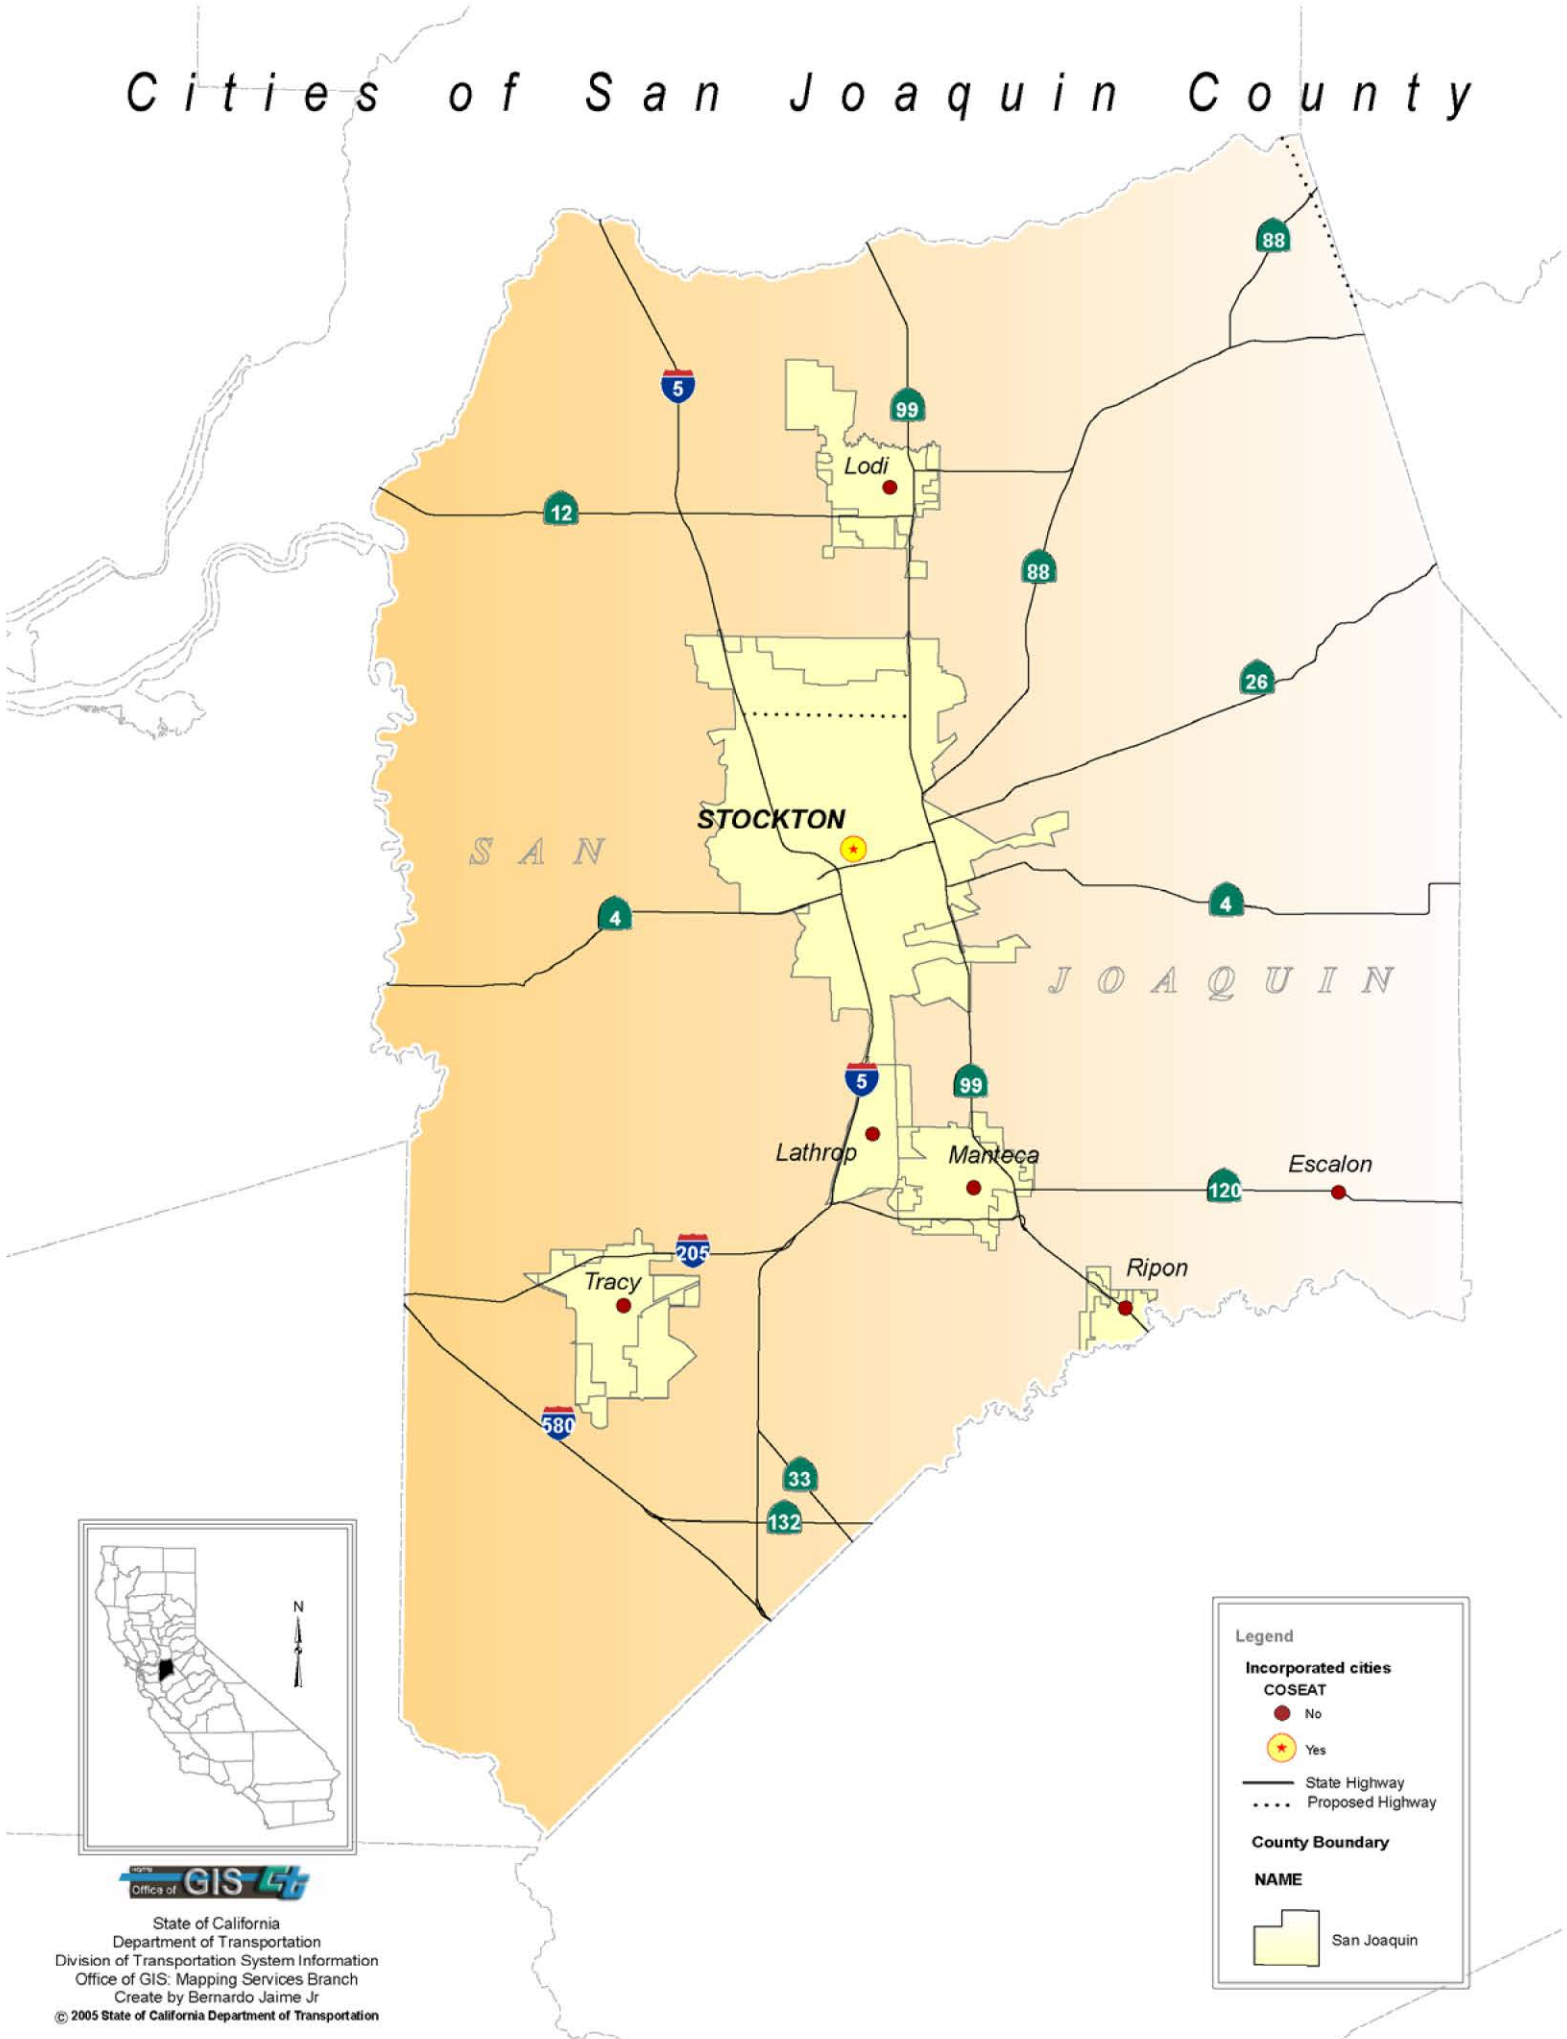 Cities of San Joaquin County
88
5
99
Lodi
12
88
26
STOCKTON
SAN
4
4
JOAQUIN
5
99
Lathrop
Manteca
Escalon
120
205
Tracy
Ripon
580
33
132
N
Legend
Incorporated cities
COSEAT
No
Yes
State Highway
Proposed Highway
County Boundary
NAME
San Joaquin
Office of GIS Ct
State of California
Department of Transportation
Division of Transportation System Information
Office of GIS: Mapping Services Branch
Create by Bernardo Jaime Jr
© 2005 State of California Department of Transportation